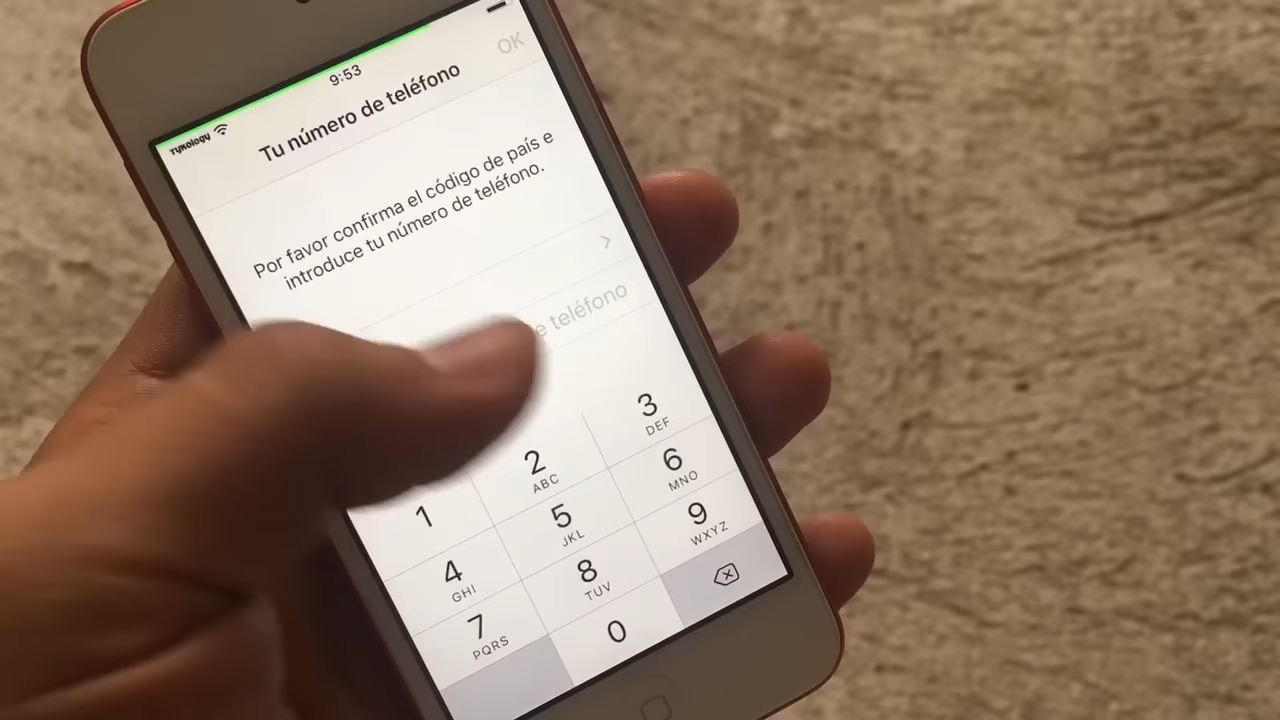 9:53
тyкology
Tu número de teléfono
OK
Por favor confirma el código de país e
introduce tu número de teléfono.
teléfono
1
2
ABC
3
DEF
4
GHI
5
JKL
6
MNO
7
PQRS
8
TUV
9
WXYZ
0